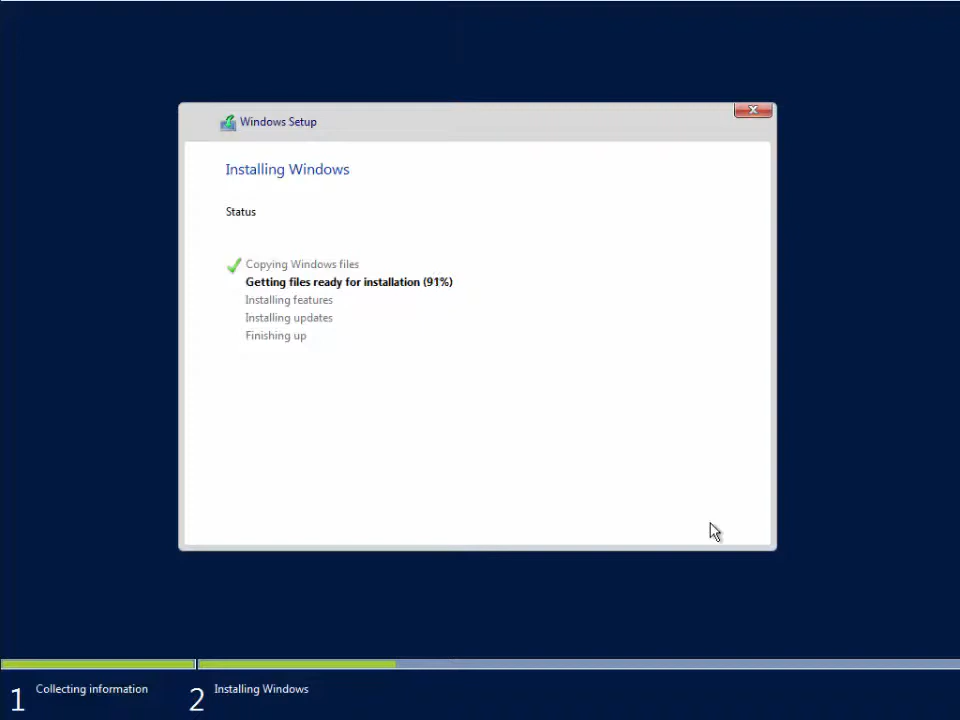 Windows Setup
Installing Windows
Status
Copying Windows files
Getting files ready for installation (91%)
Installing features
Installing updates
Finishing up
1 Collecting information 2 Installing Windows